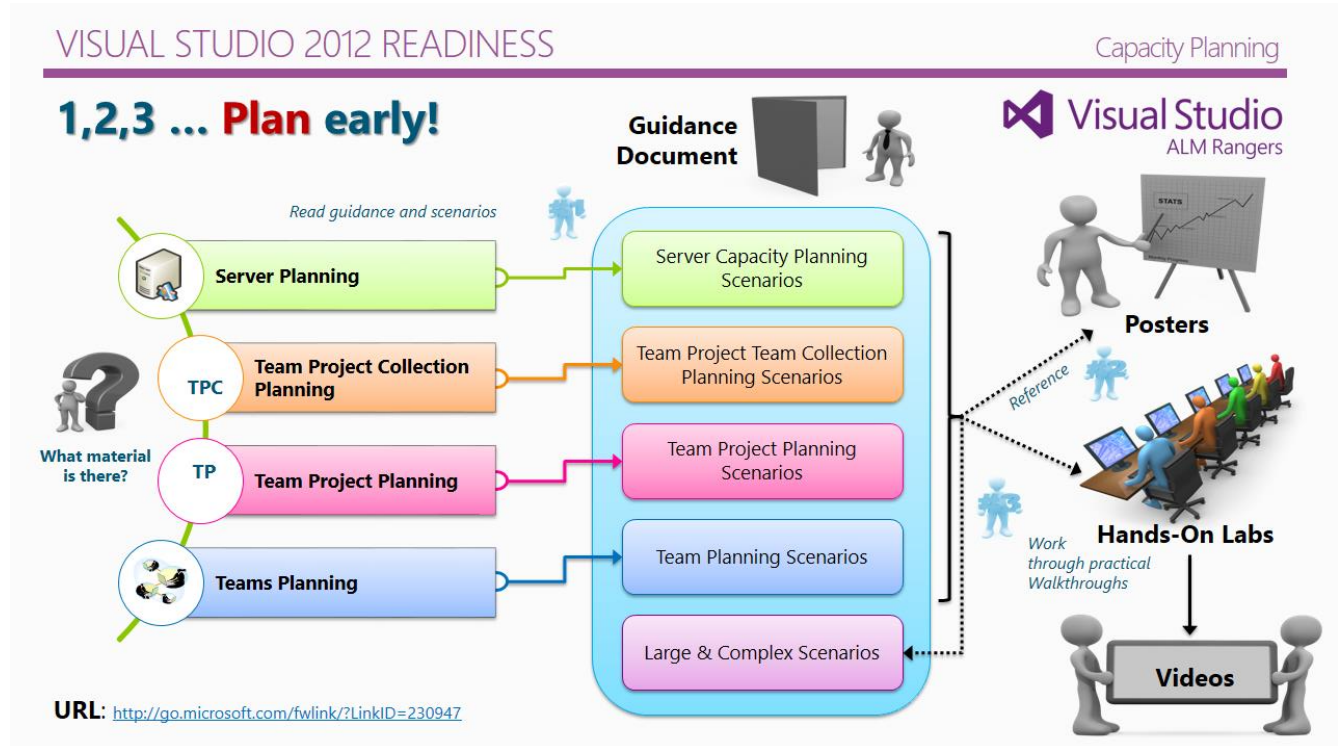 VISUAL STUDIO 2012 READINESS
Capacity Planning
1,2,3 ... Plan early!
Guidance
Document
Visual Studio
ALM Rangers
Read guidance and scenarios
#1
STATS
Server Planning
Server Capacity Planning
Scenarios
Posters
Team Project Collection
Planning
TPC
Team Project Team Collection
Planning Scenarios
Reference
#2
What material
is there?
TP
Team Project Planning
Team Project Planning
Scenarios
#3
Hands-On Labs
Work
through practical
Walkthroughs
Teams Planning
Team Planning Scenarios
Large & Complex Scenarios
Videos
URL: http://go.microsoft.com/fwlink/?LinkID=230947